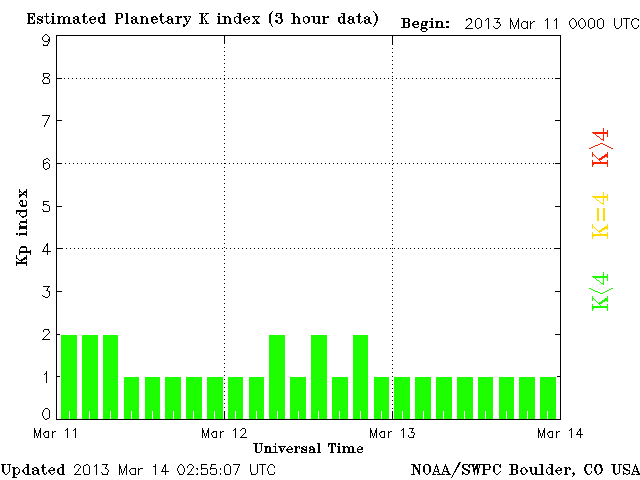 Estimated Planetary K index (3 hour data) Begin: 2013 Mar 11 0000 UTC
9
8
7
6
5
4
3
2
1
0
Kp index
K>4
K=4
K<4
Mar 11 Mar 12 Mar 13 Mar 14
Universal Time
Updated 2013 Mar 14 02:55:07 UTC NOAA/SWPC Boulder, CO USA